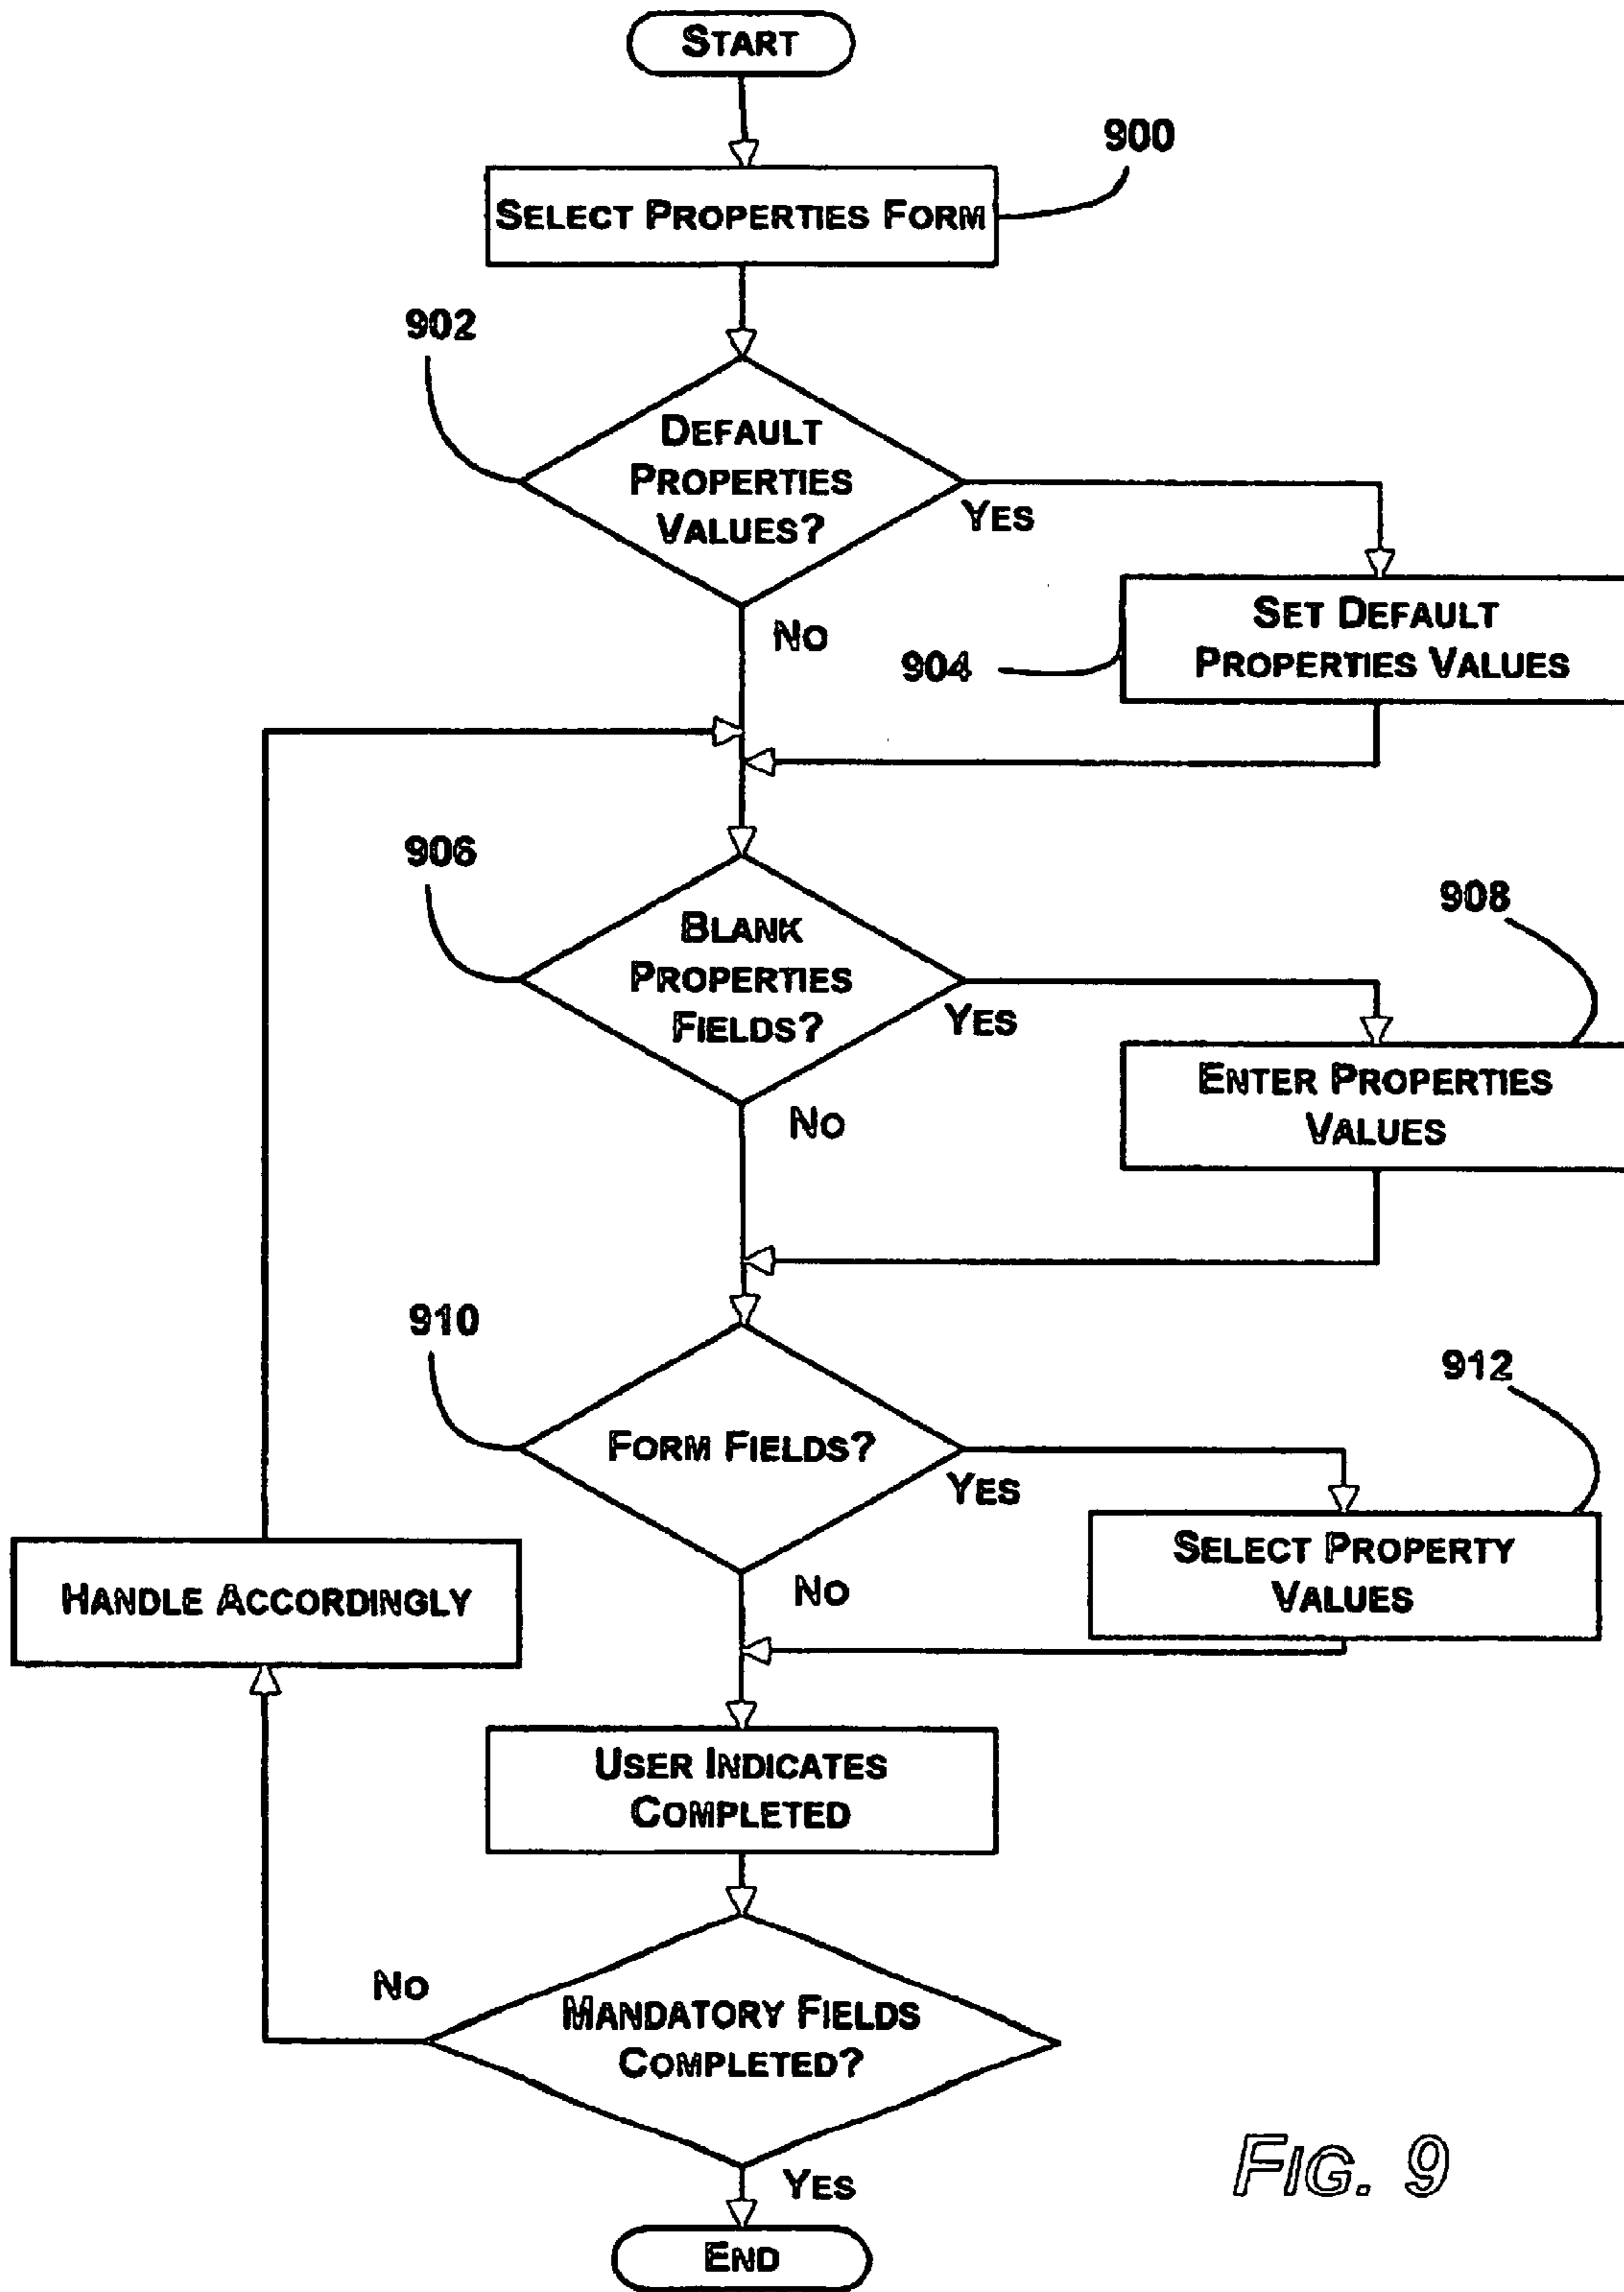 START
900
SELECT PROPERTIES FORM
902
DEFAULT
PROPERTIES
VALUES?
YES
NO
904
SET DEFAULT
PROPERTIES VALUES
906
BLANK
PROPERTIES
FIELDS?
YES
NO
908
ENTER PROPERTIES
VALUES
910
FORM FIELDS?
YES
NO
912
SELECT PROPERTY
VALUES
HANDLE ACCORDINGLY
USER INDICATES
COMPLETED
NO
MANDATORY FIELDS
COMPLETED?
YES
END
FIG. 9